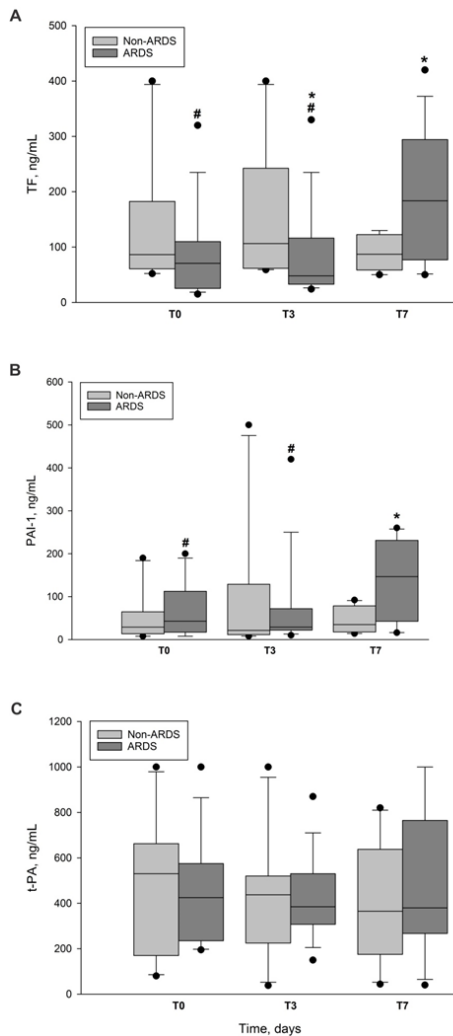 A
Non-ARDS
ARDS
TF, ng/mL
500
400
300
200
100
0
#
*
#
*
T0 T3 T7
B
Non-ARDS
ARDS
PAI-1, ng/mL
600
500
400
300
200
100
0
#
#
*
T0 T3 T7
C
Non-ARDS
ARDS
t-PA, ng/mL
1200
1000
800
600
400
200
0
T0 T3 T7
Time, days